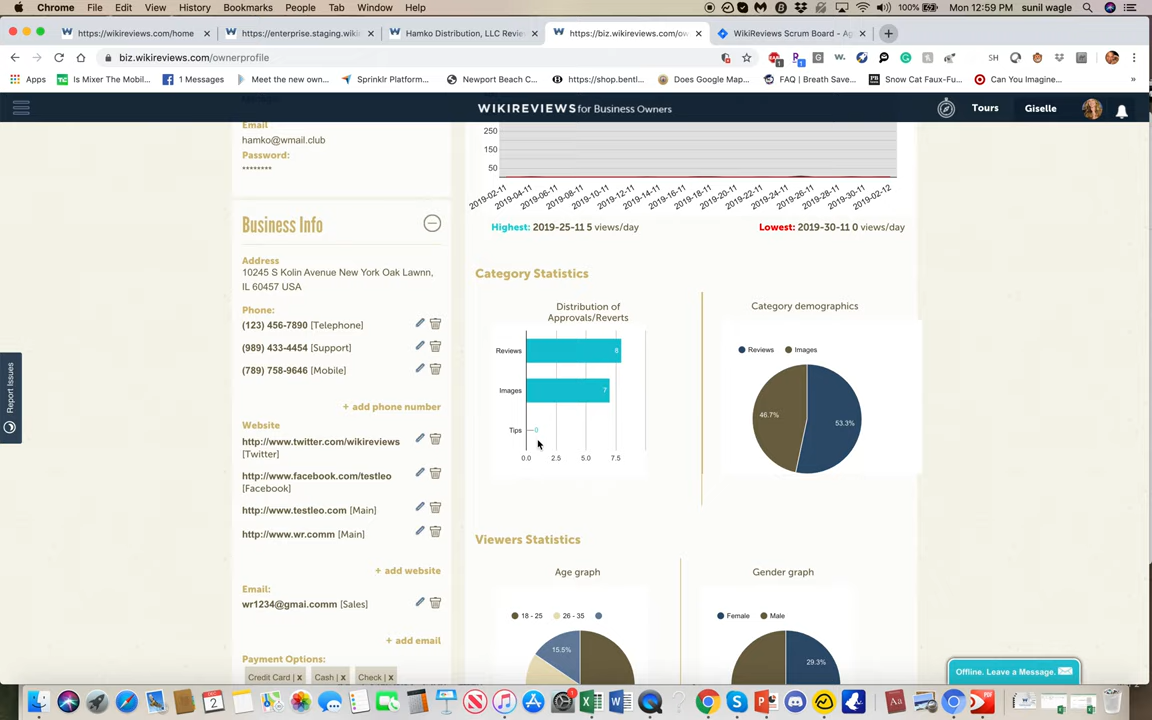 Chrome File Edit View History Bookmarks People Tab Window Help 100% Mon 12:59 PM sunil wagle
https://wikireviews.com/home × https://enterprise.staging.wiki × Hamko Distribution, LLC Revie × https://biz.wikireviews.com/ow × WikiReviews Scrum Board - Ag ×
biz.wikireviews.com/ownerprofile SH
Apps Is Mixer The Mobil... 1 Messages Meet the new own... Sprinklr Platform... Newport Beach C... https://shop.bentl... Does Google Map... FAQ | Breath Save... Snow Cat Faux-Fu... Can You Imagine...
WIKIREVIEWS for Business Owners Tours Giselle
Email
hamko@wmail.club
Password:
********
250
150
50
2019-02-11 2019-04-11 2019-06-11 2019-08-11 2019-10-11 2019-12-11 2019-14-11 2019-16-11 2019-18-11 2019-20-11 2019-22-11 2019-24-11 2019-26-11 2019-28-11 2019-30-11 2019-02-12
Highest: 2019-25-11 5 views/day
Lowest: 2019-30-11 0 views/day
Business Info
Address
10245 S Kolin Avenue New York Oak Lawnn,
IL 60457 USA
Phone:
(123) 456-7890 [Telephone]
(989) 433-4454 [Support]
(789) 758-9646 [Mobile]
+ add phone number
Website
http://www.twitter.com/wikireviews
[Twitter]
http://www.facebook.com/testleo
[Facebook]
http://www.testleo.com [Main]
http://www.wr.comm [Main]
+ add website
Email:
wr1234@gmai.comm [Sales]
+ add email
Payment Options:
Credit Card | x Cash | x Check | x
Category Statistics
Distribution of
Approvals/Reverts
Reviews 8
Images 7
Tips 0
0.0 2.5 5.0 7.5
Category demographics
Reviews Images
46.7%
53.3%
Viewers Statistics
Age graph
18 - 25 26 - 35
15.5%
Gender graph
Female Male
29.3%
Report Issues
Offline. Leave a Message.